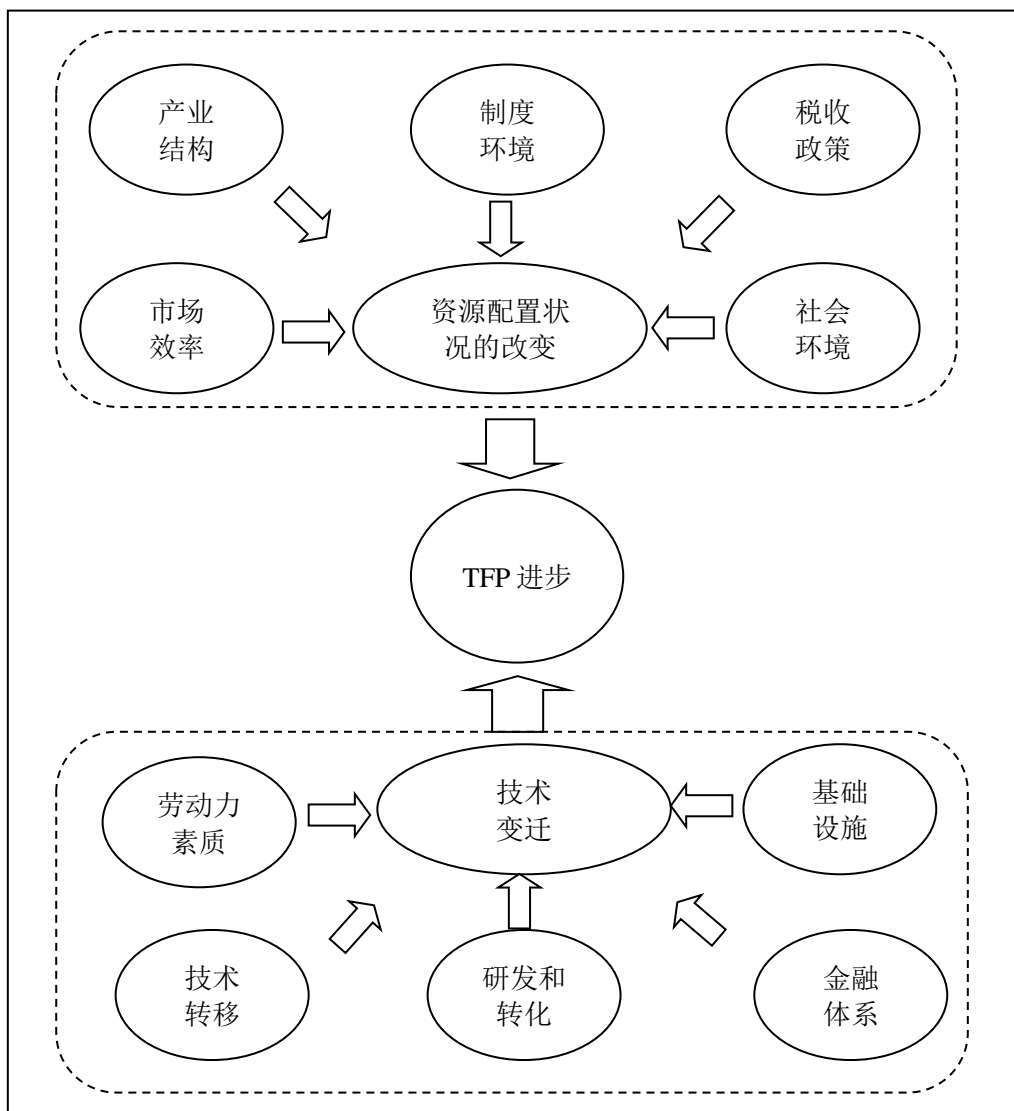 产业
结构
制度
环境
税收
政策
市场
效率
资源配置状
况的改变
社会
环境
TFP 进步
劳动力
素质
技术
变迁
基础
设施
技术
转移
研发和
转化
金融
体系